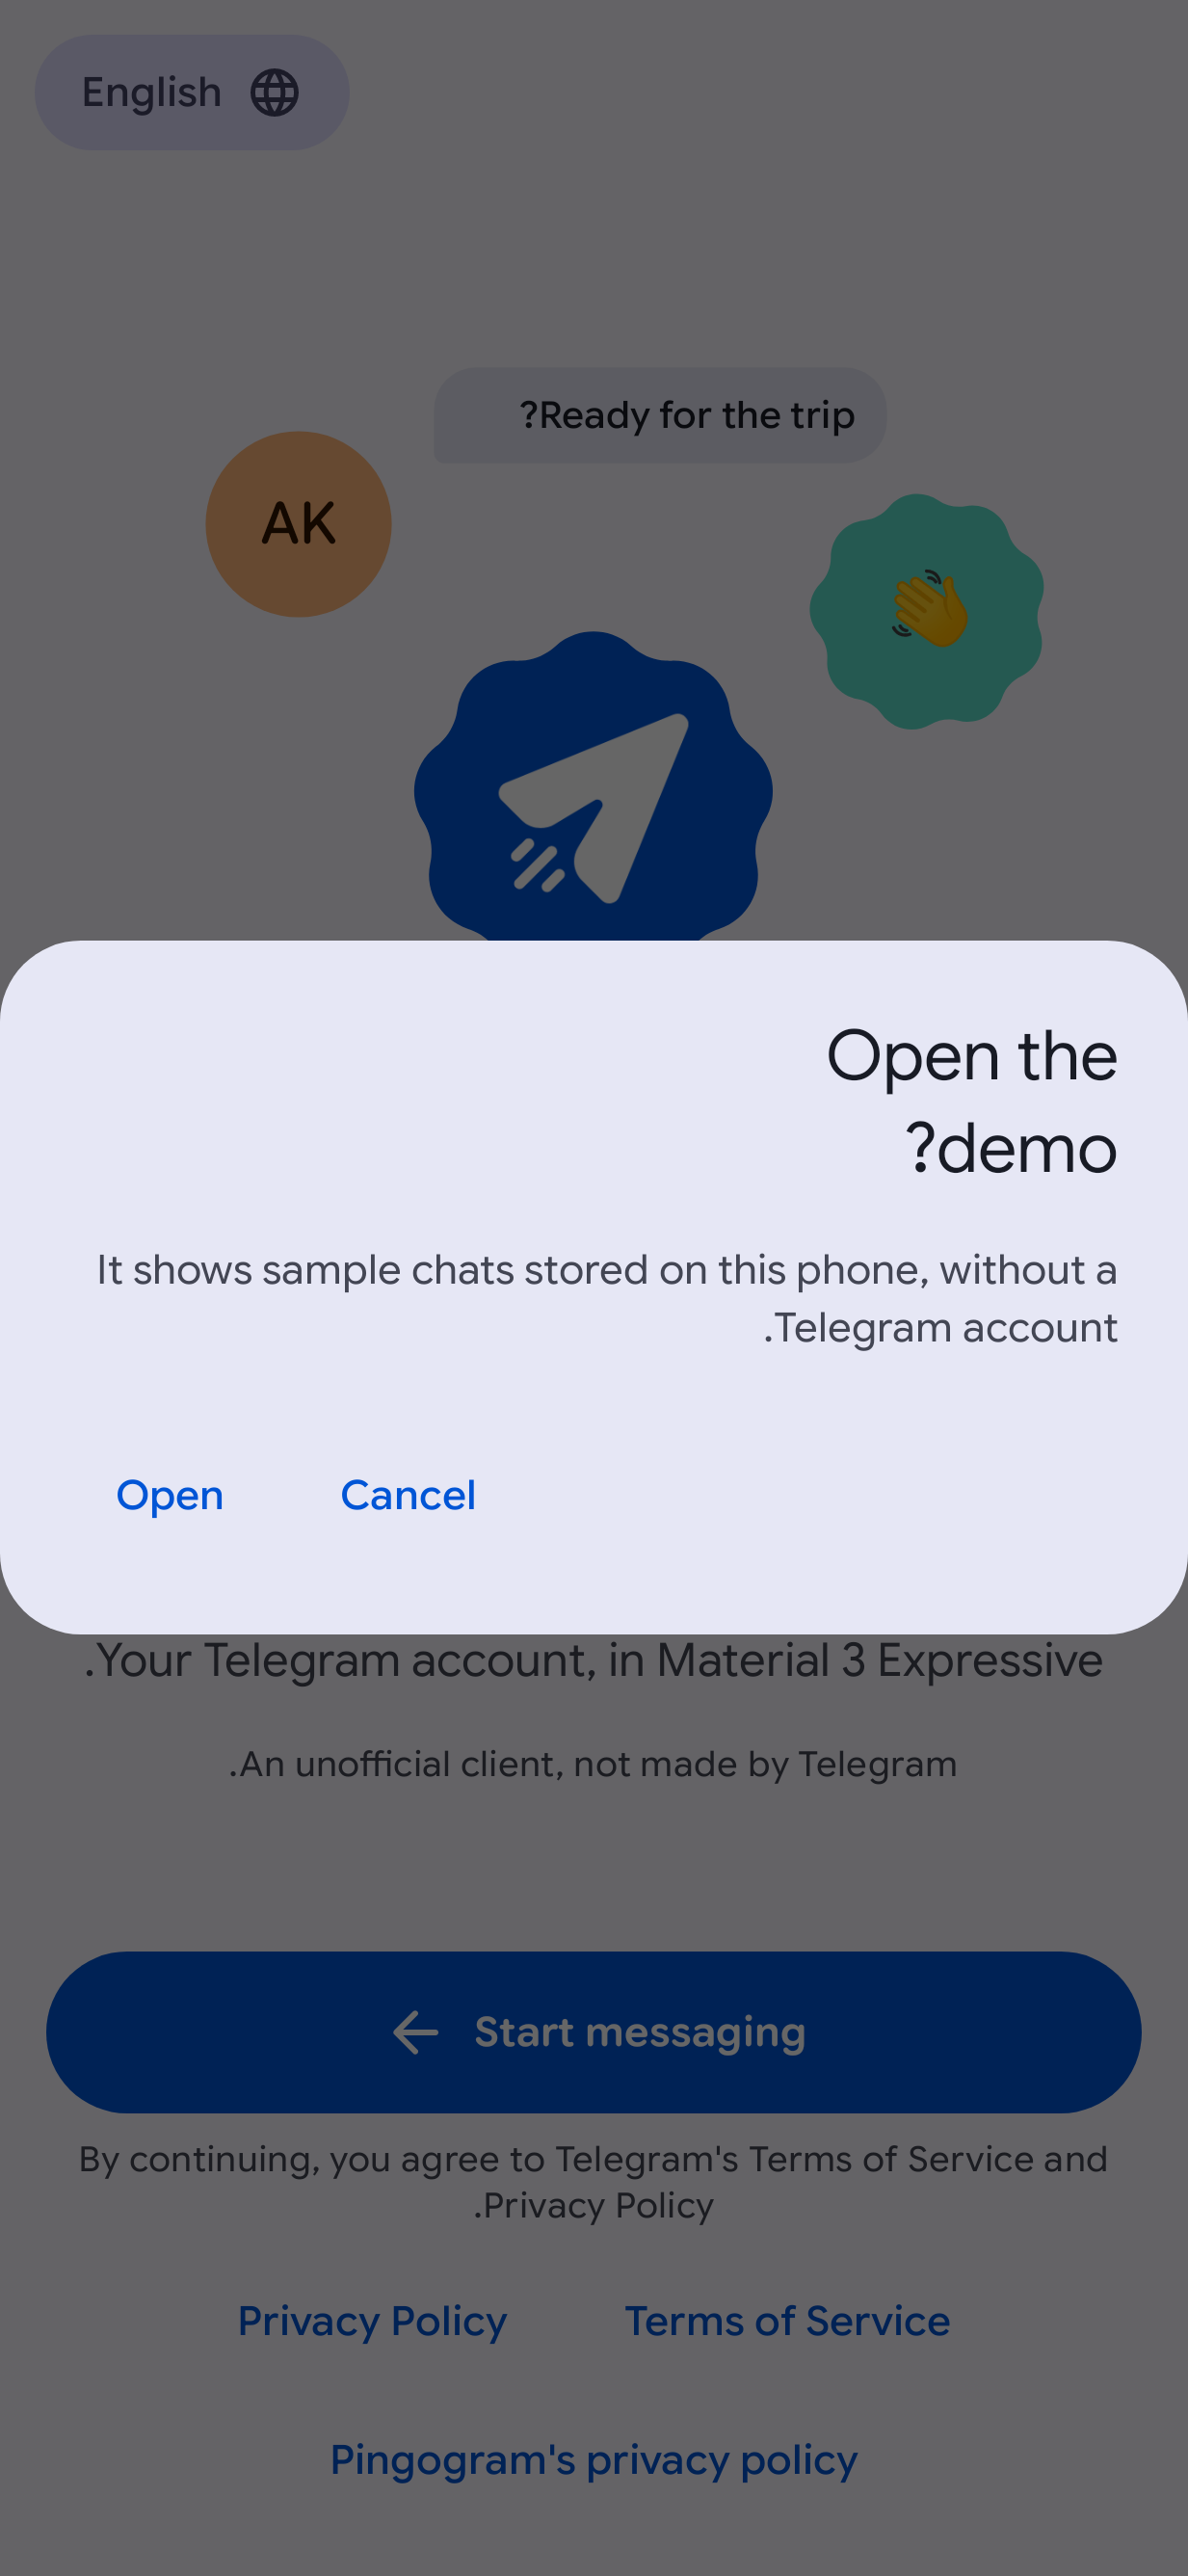 English
?Ready for the trip
AK
Open the
?demo
It shows sample chats stored on this phone, without a
.Telegram account
Open Cancel
.Your Telegram account, in Material 3 Expressive
.An unofficial client, not made by Telegram
Start messaging
By continuing, you agree to Telegram's Terms of Service and
.Privacy Policy
Privacy Policy Terms of Service
Pingogram's privacy policy